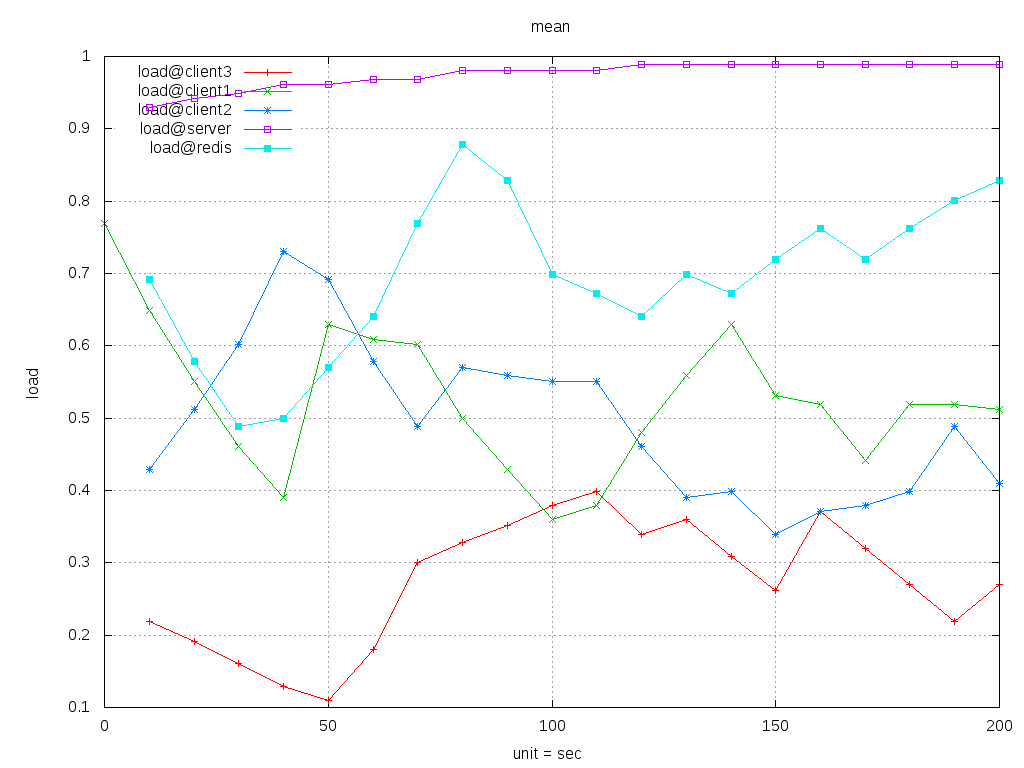 mean
1
0.9
0.8
0.7
0.6
0.5
0.4
0.3
0.2
0.1
load
load@client3
load@client1
load@client2
load@server
load@redis
0 50 100 150 200
unit = sec